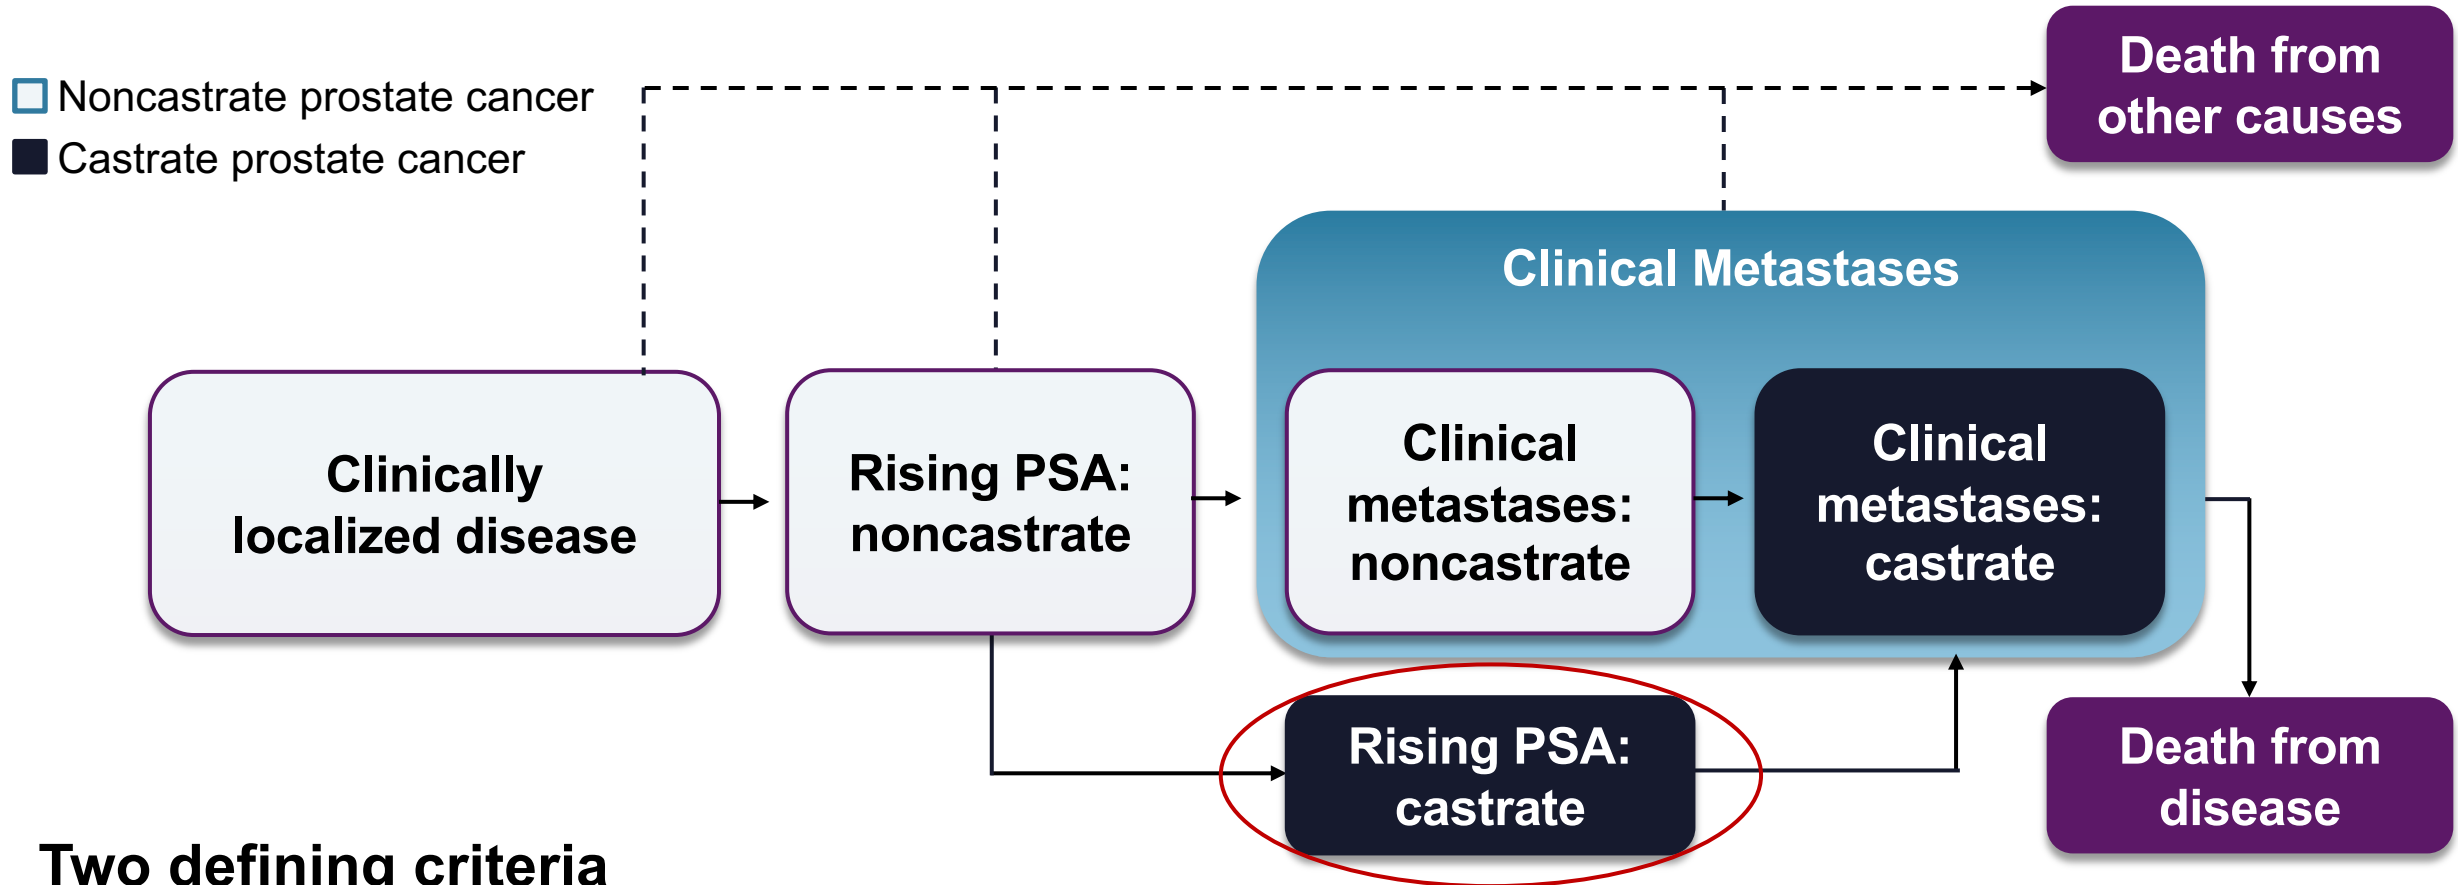 Death from
other causes
Noncastrate prostate cancer
Castrate prostate cancer
Clinical Metastases
Clinically
localized disease
Rising PSA:
noncastrate
Clinical
metastases:
noncastrate
Clinical
metastases:
castrate
Rising PSA:
castrate
Death from
disease
Two defining criteria